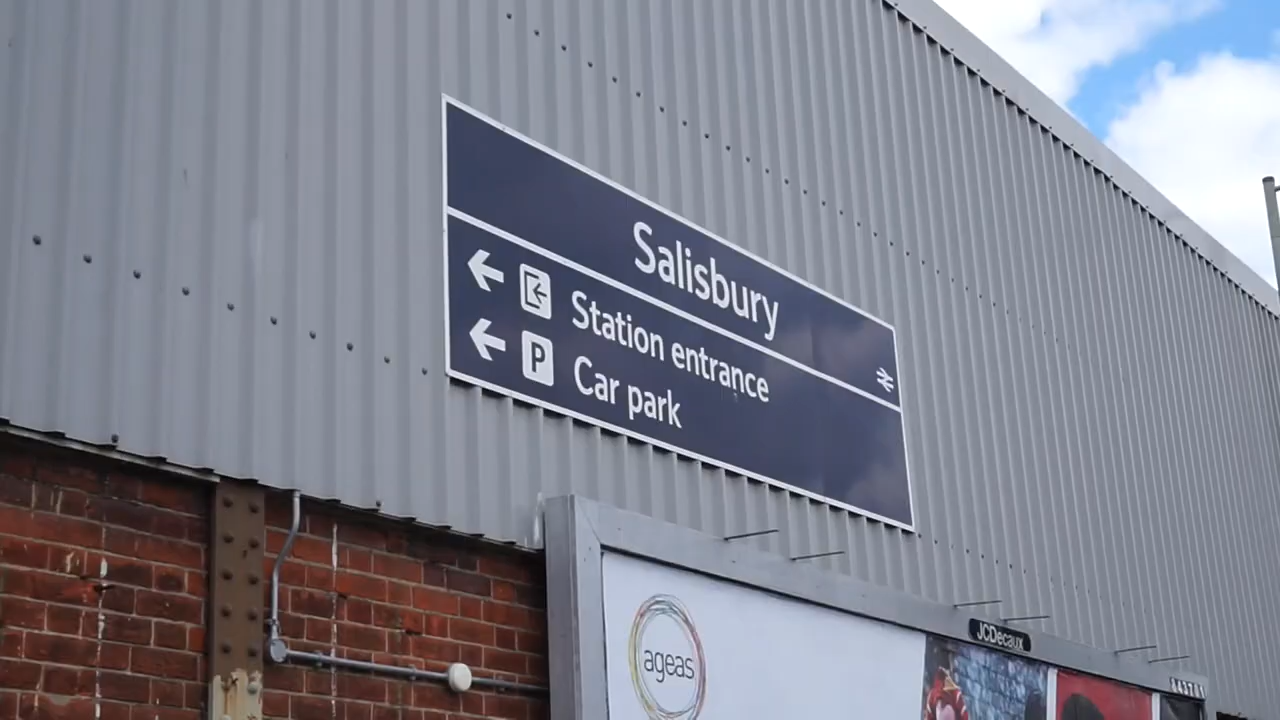 Salisbury
Station entrance
P Car park
ageas
JCDecaux